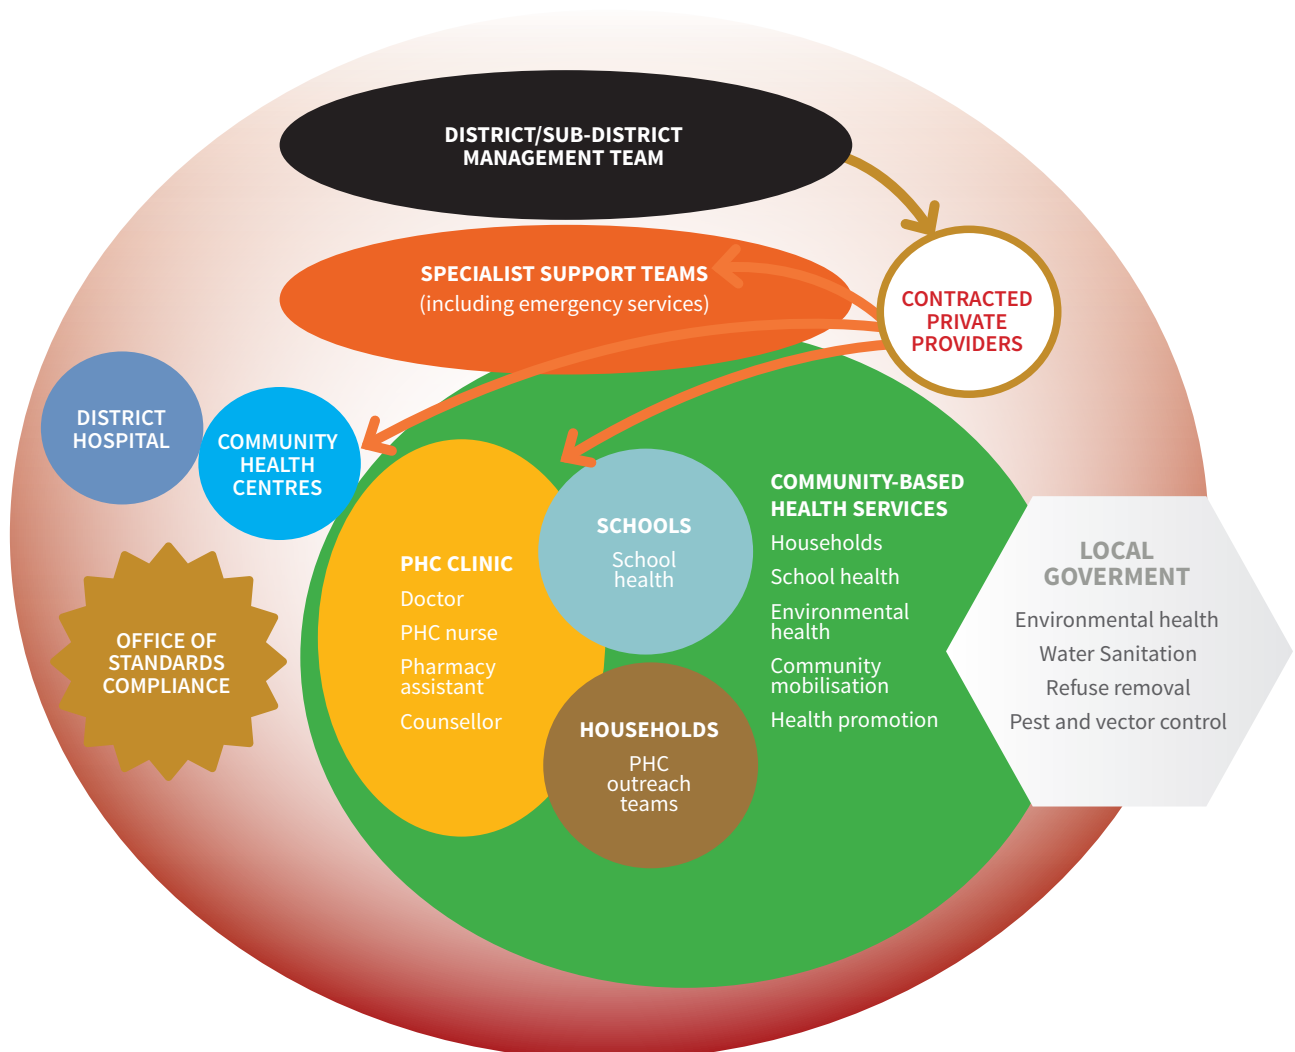 DISTRICT/SUB-DISTRICT
MANAGEMENT TEAM
SPECIALIST SUPPORT TEAMS
(including emergency services)
CONTRACTED
PRIVATE
PROVIDERS
DISTRICT
HOSPITAL
COMMUNITY
HEALTH
CENTRES
OFFICE OF
STANDARDS
COMPLIANCE
PHC CLINIC
Doctor
PHC nurse
Pharmacy
assistant
Counsellor
SCHOOLS
School
health
HOUSEHOLDS
PHC
outreach
teams
COMMUNITY-BASED
HEALTH SERVICES
Households
School health
Environmental
health
Community
mobilisation
Health promotion
LOCAL
GOVERMENT
Environmental health
Water Sanitation
Refuse removal
Pest and vector control